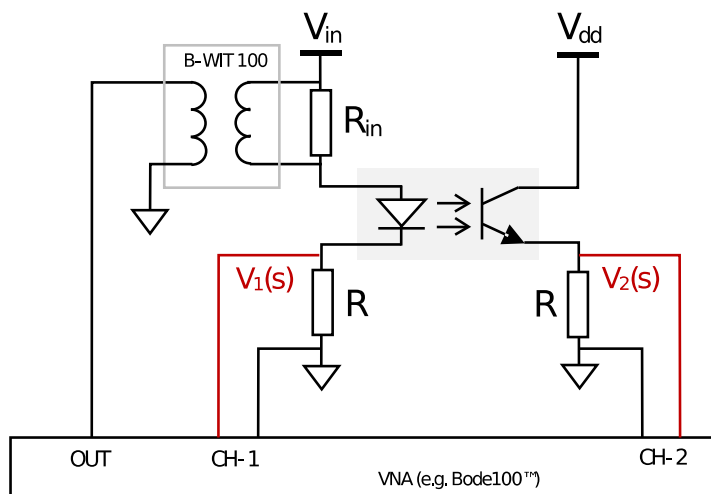 Vin
Vdd
B-WIT 100
Rin
V1(s)
R
R
V2(s)
OUT
CH-1
CH-2
VNA (e.g. Bode100™)